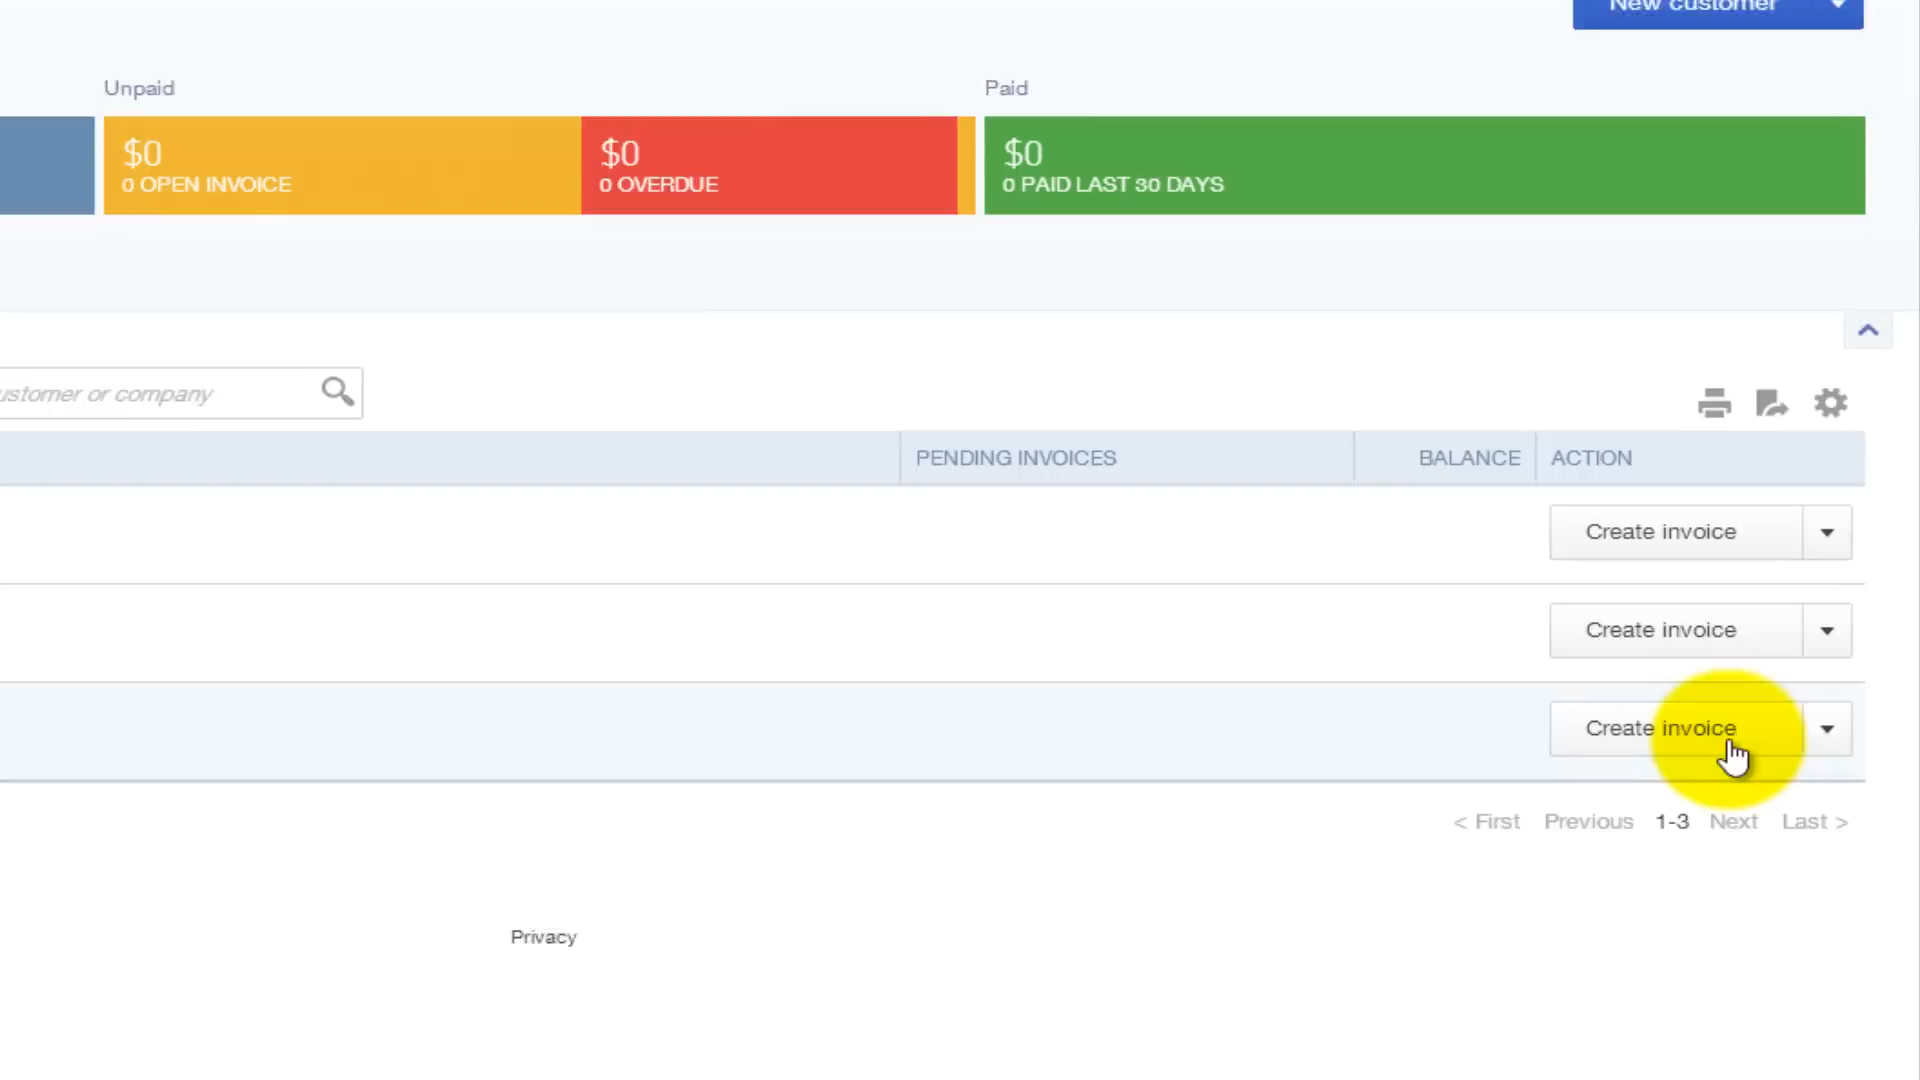 New customer
Unpaid
Paid
$0
0 OPEN INVOICE
$0
0 OVERDUE
$0
0 PAID LAST 30 DAYS
customer or company
PENDING INVOICES
BALANCE
ACTION
Create invoice
Create invoice
Create invoice
< First Previous 1-3 Next Last >
Privacy